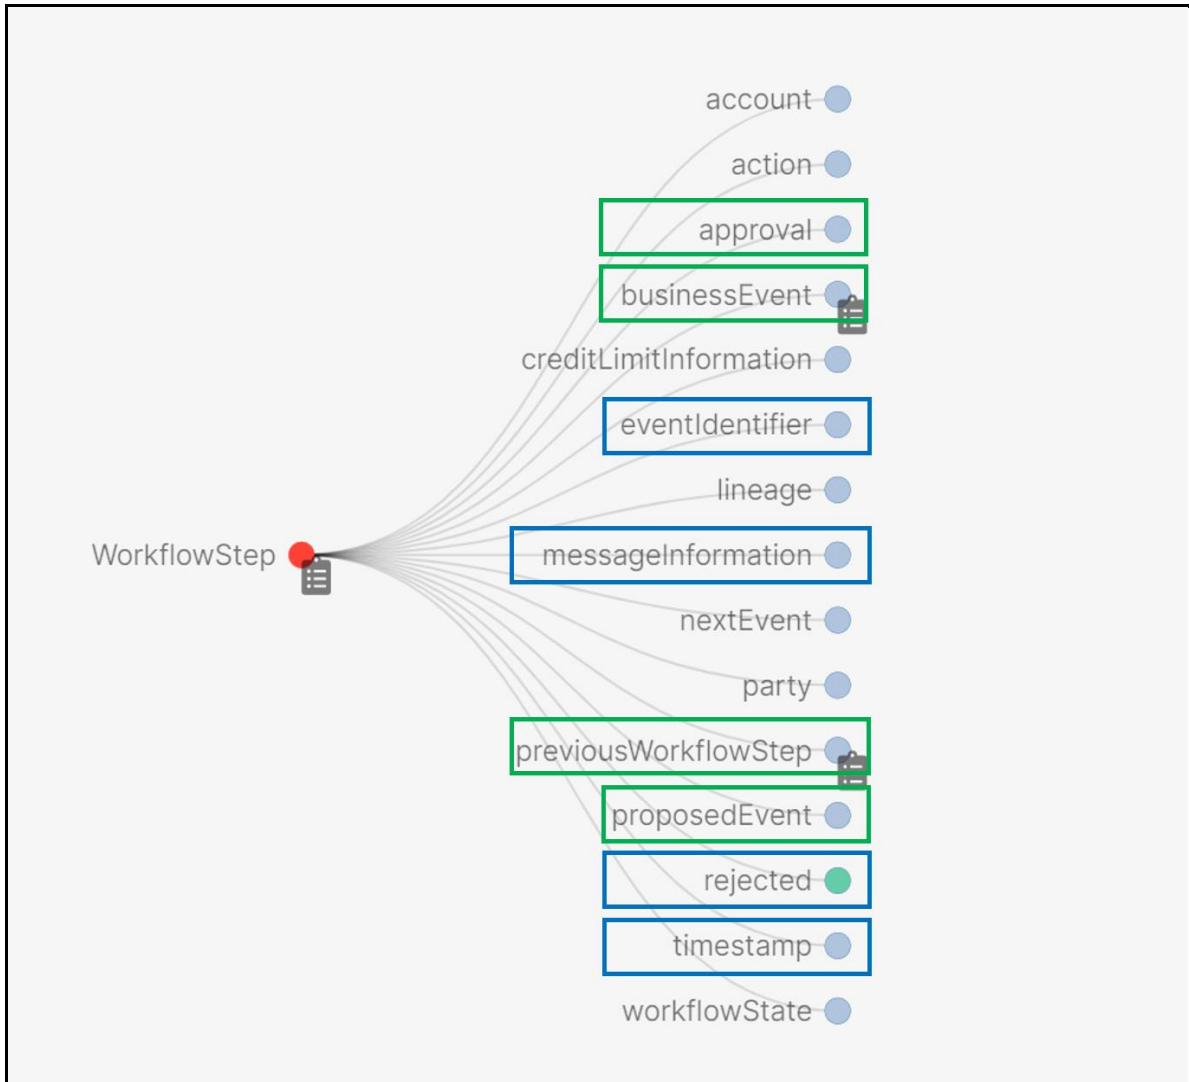 account
action
approval
businessEvent
creditLimitInformation
eventIdentifier
lineage
WorkflowStep
messageInformation
nextEvent
party
previousWorkflowStep
proposedEvent
rejected
timestamp
workflowState